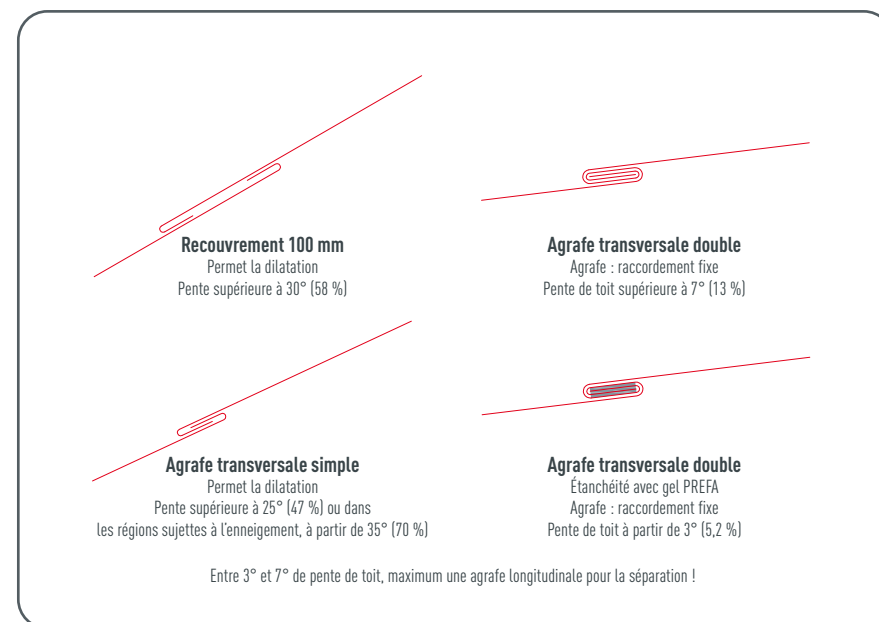 Recouvrement 100 mm
Permet la dilatation
Pente supérieure à 30° (58 %)
Agrafe transversale double
Agrafe : raccordement fixe
Pente de toit supérieure à 7° (13 %)
Agrafe transversale simple
Permet la dilatation
Pente supérieure à 25° (47 %) ou dans
les régions sujettes à l’enneigement, à partir de 35° (70 %)
Agrafe transversale double
Étanchéité avec gel PREFA
Agrafe : raccordement fixe
Pente de toit à partir de 3° (5,2 %)
Entre 3° et 7° de pente de toit, maximum une agrafe longitudinale pour la séparation !